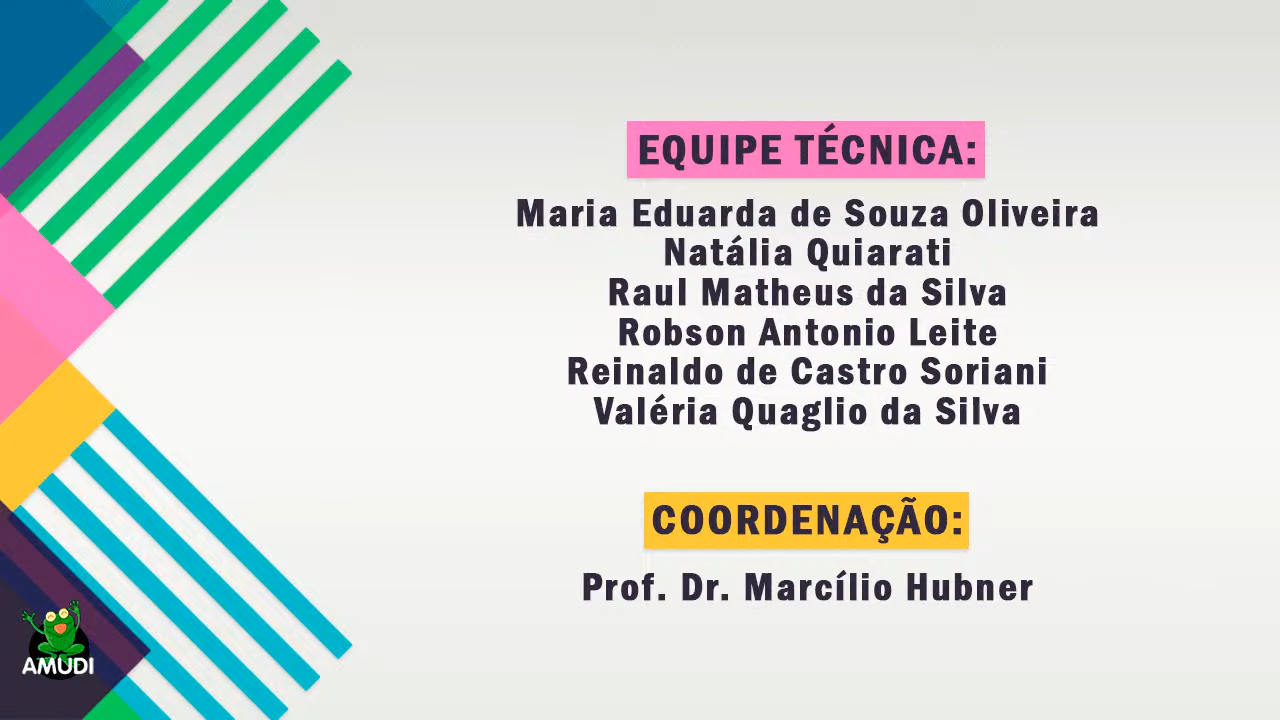 EQUIPE TÉCNICA:
Maria Eduarda de Souza Oliveira
Natália Quiarati
Raul Matheus da Silva
Robson Antonio Leite
Reinaldo de Castro Soriani
Valéria Quaglio da Silva
COORDENAÇÃO:
Prof. Dr. Marcílio Hubner
AMUDI